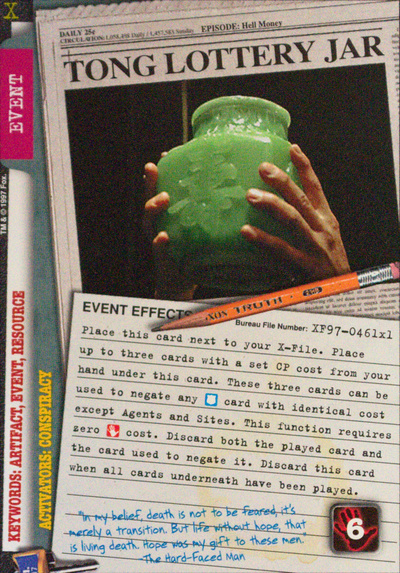 DAILY 25¢ EPISODE: Hell Money
CIRCULATION: 1,058,498 Daily / 1,457,583 Sunday
TONG LOTTERY JAR
X
EVENT
TM & © 1997 Fox.
KEYWORDS: ARTIFACT, EVENT, RESOURCE
ACTIVATORS: CONSPIRACY
TRUTH
EVENT EFFECTS
Bureau File Number: XF97-0461x1
Place this card next to your X-File. Place
up to three cards with a set CP cost from your
hand under this card. These three cards can be
used to negate any card with identical cost
except Agents and Sites. This function requires
zero cost. Discard both the played card and
the card used to negate it. Discard this card
when all cards underneath have been played.
"In my belief, death is not to be feared, it's
merely a transition. But life without hope, that
is living death. Hope was my gift to these men."
The Hard-Faced Man
6